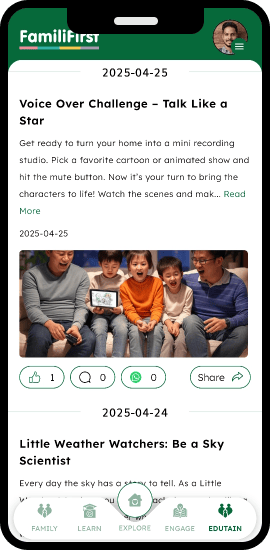 FamiliFirst
2025-04-25
Voice Over Challenge – Talk Like a
Star
Get ready to turn your home into a mini recording
studio. Pick a favorite cartoon or animated show and
hit the mute button. Now it's your turn to bring the
characters to life! Watch the scenes and mak... Read
More
2025-04-25
1
0
0
Share
2025-04-24
Little Weather Watchers: Be a Sky
Scientist
Every day the sky has a story to tell. As a Little
FAMILY
LEARN
EXPLORE
ENGAGE
EDUTAIN